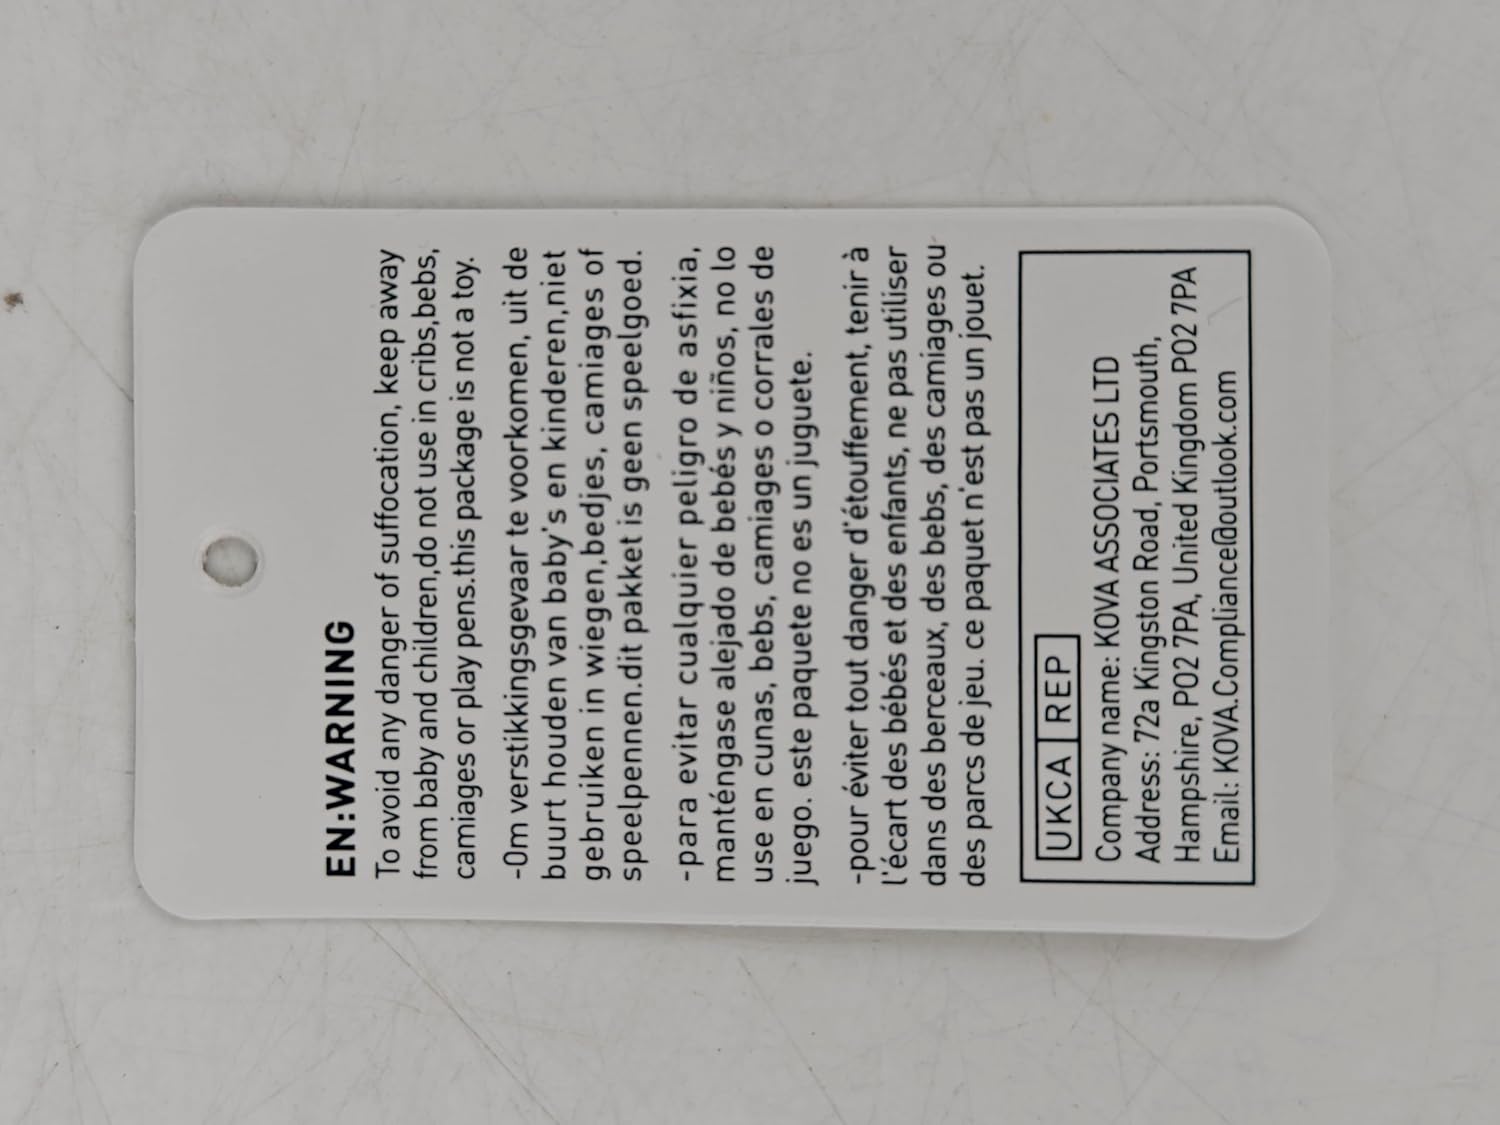 EN:WARNING
To avoid any danger of suffocation, keep away
from baby and children,do not use in cribs,bebs,
camiages or play pens.this package is not a toy.
-Om verstikkingsgevaar te voorkomen, uit de
buurt houden van baby's en kinderen,niet
gebruiken in wiegen,bedjes, camiages of
speelpennen.dit pakket is geen speelgoed.
-para evitar cualquier peligro de asfixia,
manténgase alejado de bebés y niños, no lo
use en cunas, bebs, camiages o corrales de
juego. este paquete no es un juguete.
-pour éviter tout danger d'étouffement, tenir à
l'écart des bébés et des enfants, ne pas utiliser
dans des berceaux, des bebs, des camiages ou
des parcs de jeu. ce paquet n'est pas un jouet.
UKCA REP
Company name: KOVA ASSOCIATES LTD
Address: 72a Kingston Road, Portsmouth,
Hampshire, PO2 7PA, United Kingdom PO2 7PA
Email: KOVA.Compliance@outlook.com